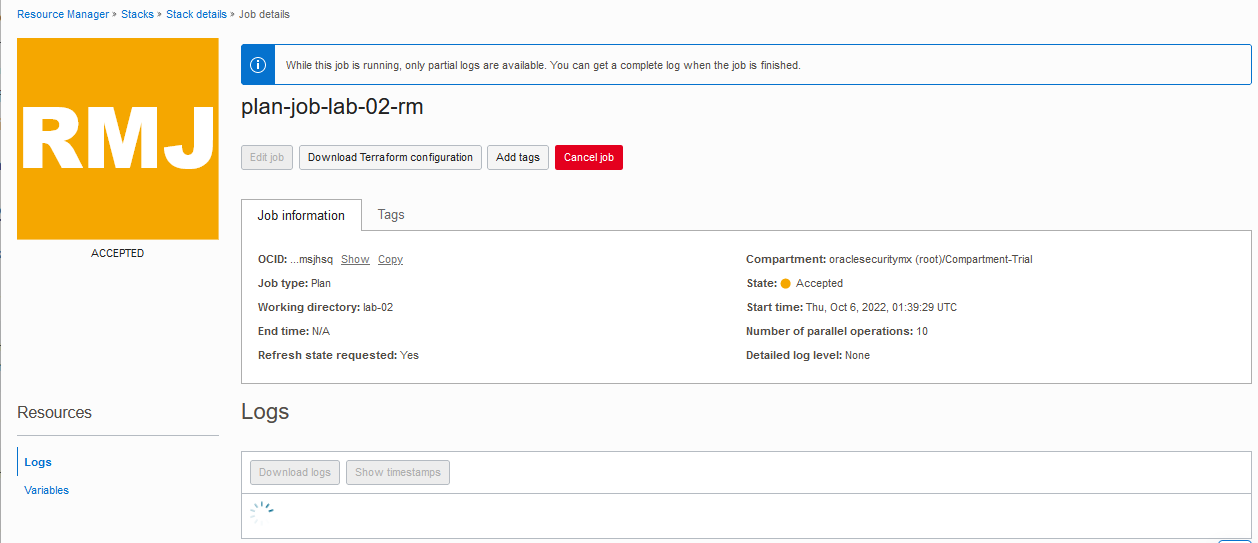 Resource Manager » Stacks » Stack details » Job details
RMJ
ACCEPTED
While this job is running, only partial logs are available. You can get a complete log when the job is finished.
plan-job-lab-02-rm
Edit job Download Terraform configuration Add tags Cancel job
Job information Tags
OCID: ...msjhsq Show Copy
Job type: Plan
Working directory: lab-02
End time: N/A
Refresh state requested: Yes
Compartment: oraclesecuritymx (root)/Compartment-Trial
State: Accepted
Start time: Thu, Oct 6, 2022, 01:39:29 UTC
Number of parallel operations: 10
Detailed log level: None
Resources
Logs
Variables
Logs
Download logs Show timestamps